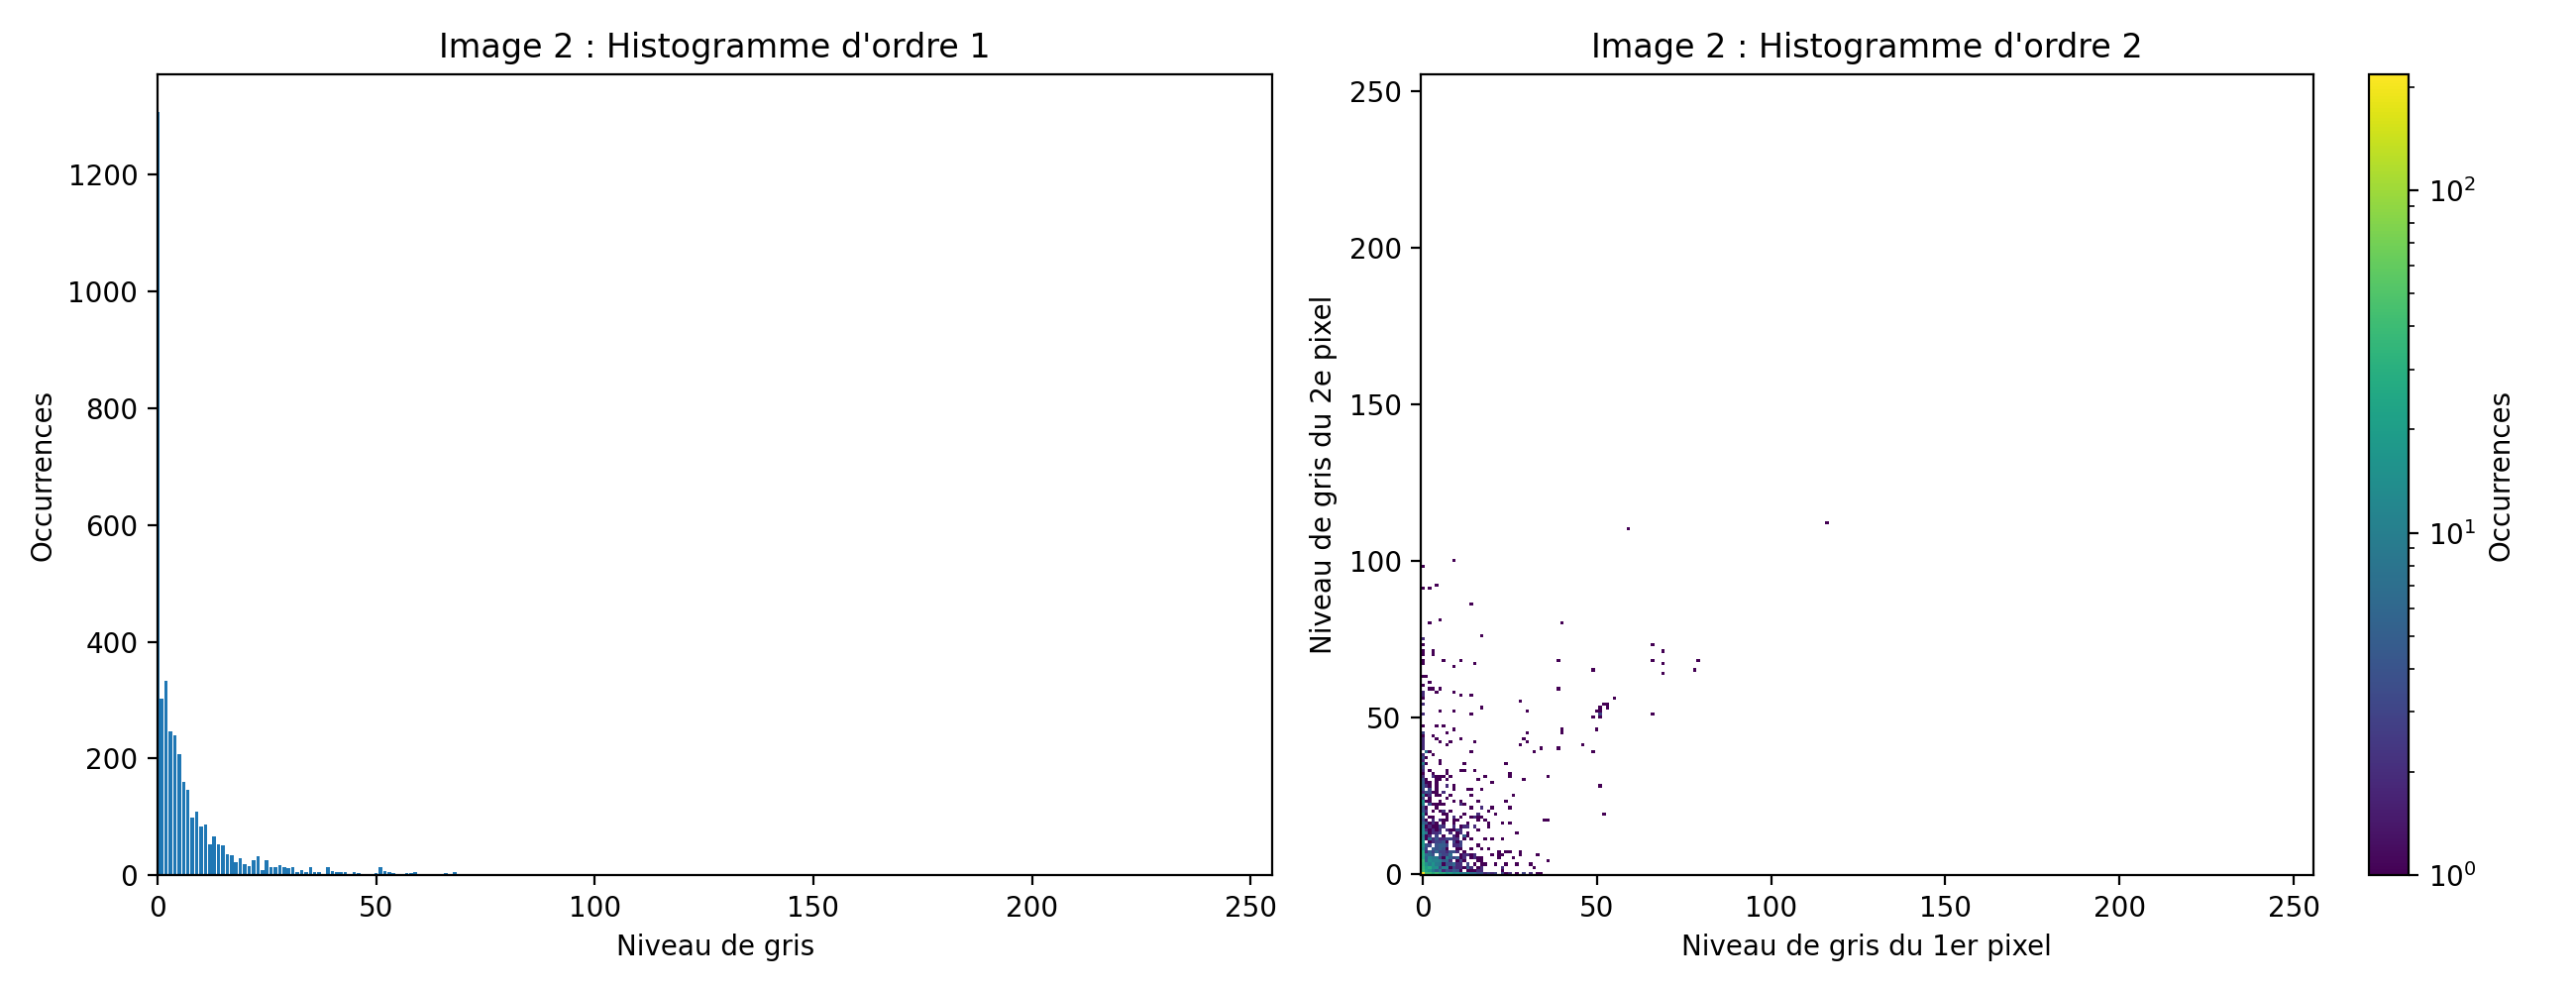 Image 2 : Histogramme d'ordre 1
Occurrences
1200
1000
800
600
400
200
0
0 50 100 150 200 250
Niveau de gris
Image 2 : Histogramme d'ordre 2
Niveau de gris du 2e pixel
250
200
150
100
50
0
0 50 100 150 200 250
Niveau de gris du 1er pixel
10²
10¹
10⁰
Occurrences